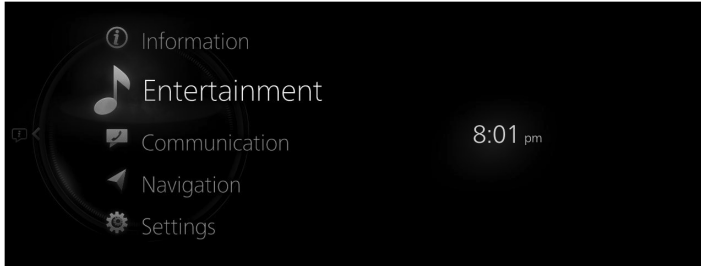 Information
Entertainment
Communication
Navigation
Settings
8:01 pm